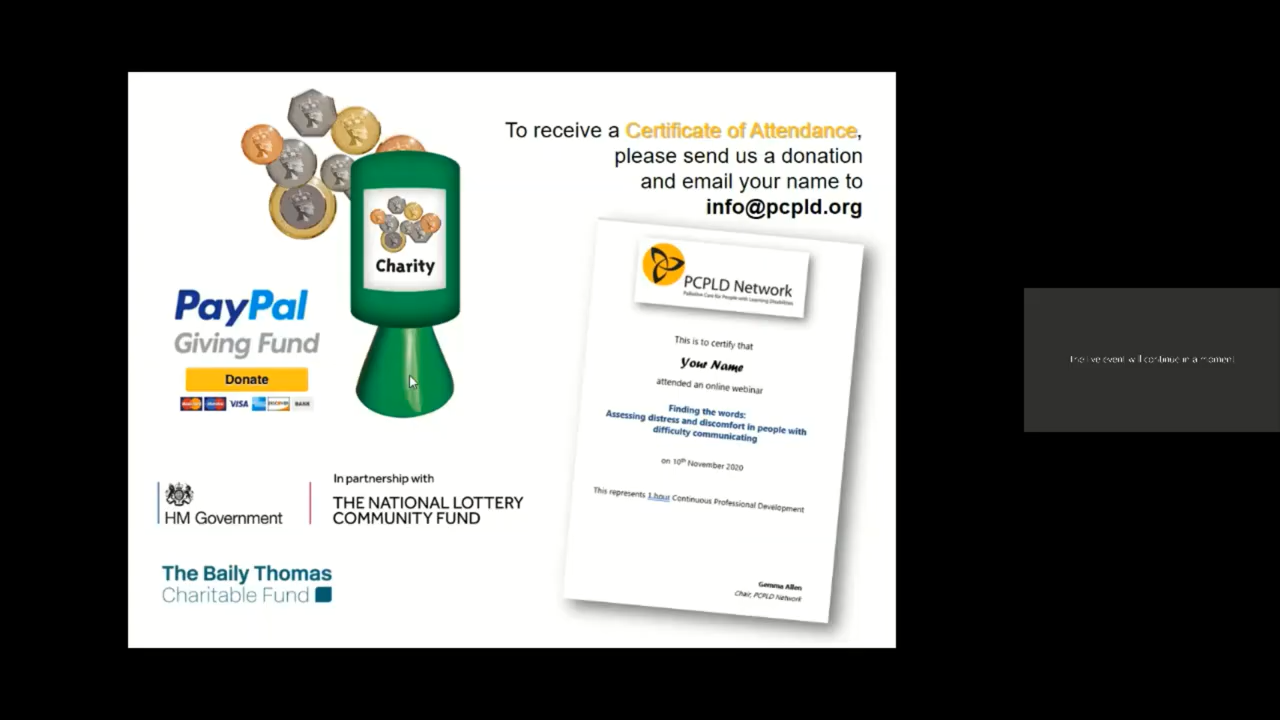 To receive a Certificate of Attendance,
please send us a donation
and email your name to
info@pcpld.org
Charity
PayPal
Giving Fund
Donate
VISA
DISCOVER
BANK
In partnership with
HM Government
THE NATIONAL LOTTERY
COMMUNITY FUND
The Baily Thomas
Charitable Fund
PCPLD Network
Palliative Care for People with Learning Disabilities
This is to certify that
Your Name
attended an online webinar
Finding the words:
Assessing distress and discomfort in people with
difficulty communicating
on 10th November 2020
This represents 1 hour Continuous Professional Development
Gemma Allen
Chair, PCPLD Network
The live event will continue in a moment